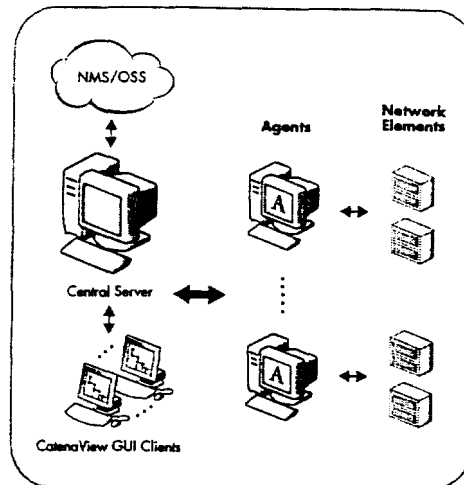 NMS/OSS
Agents
Network
Elements
A
Central Server
A
CatenaView GUI Clients